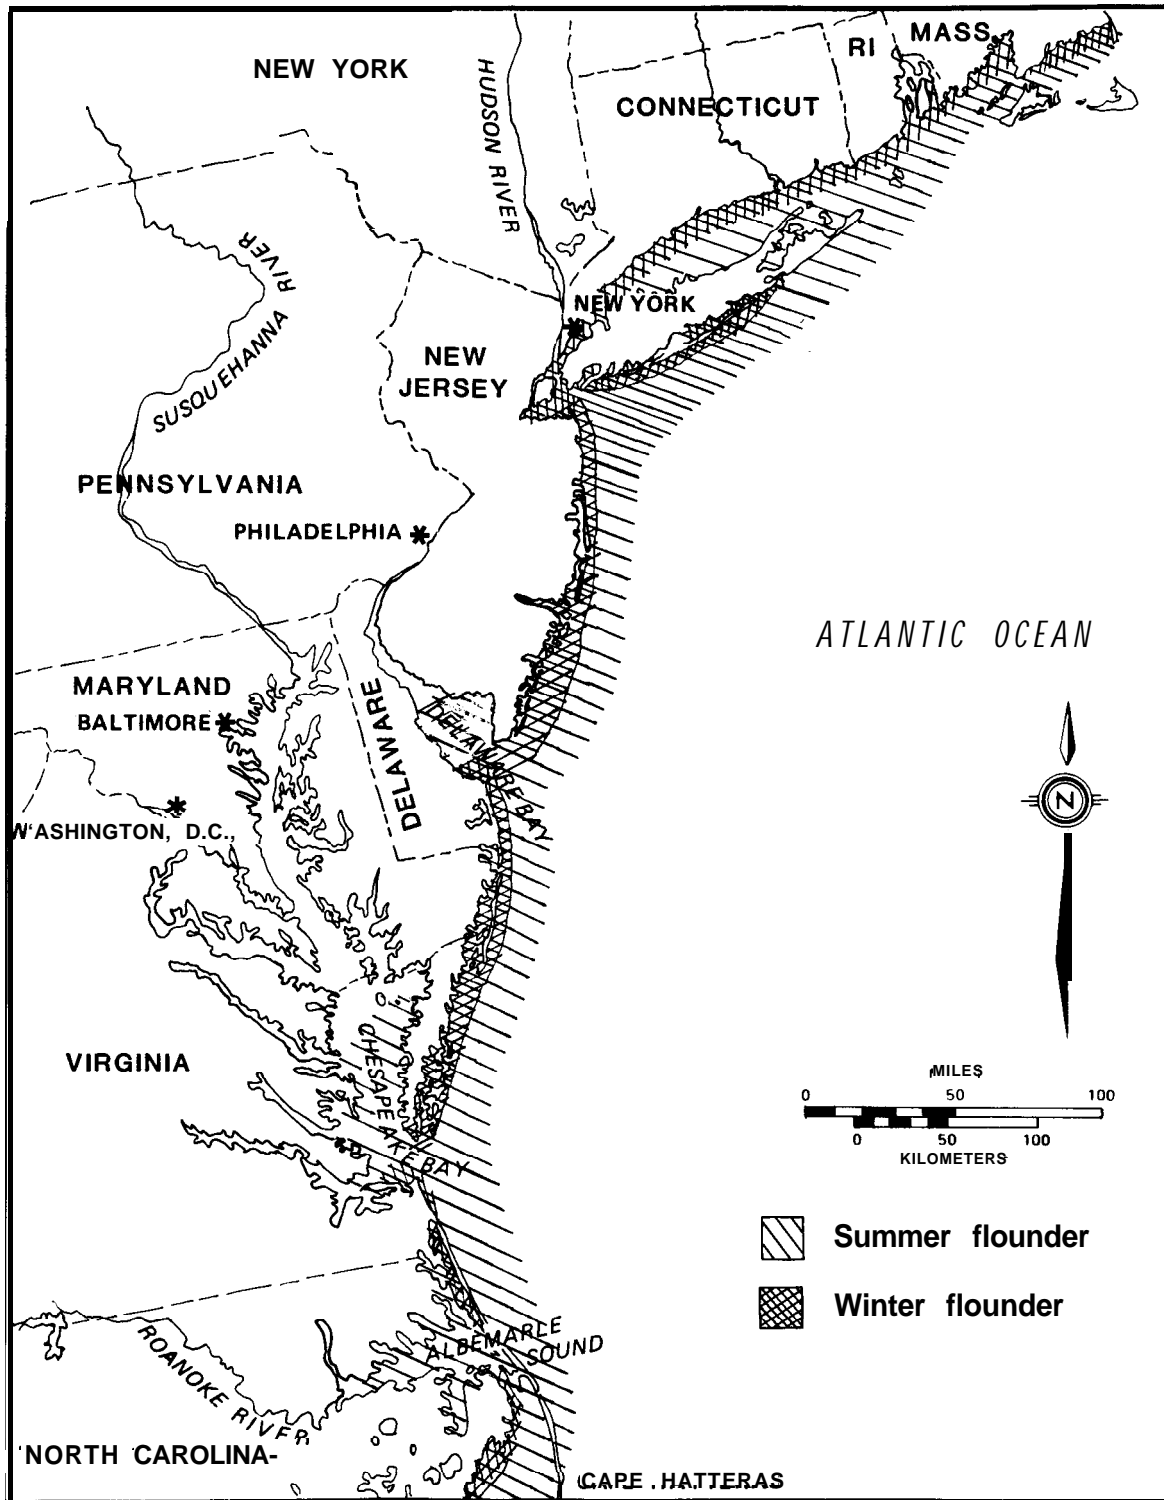 MASS.
RI
NEW YORK
CONNECTICUT
HUDSON RIVER
SUSQUEHANNA RIVER
NEW YORK
NEW
JERSEY
PENNSYLVANIA
PHILADELPHIA
ATLANTIC OCEAN
MARYLAND
BALTIMORE
DELAWARE
DELAWARE BAY
N
W'ASHINGTON, D.C.,
VIRGINIA
CHESAPEAKE BAY
MILES
0 50 100
0 50 100
KILOMETERS
Summer flounder
Winter flounder
ALBEMARLE
SOUND
ROANOKE RIVER
NORTH CAROLINA-
CAPE HATTERAS